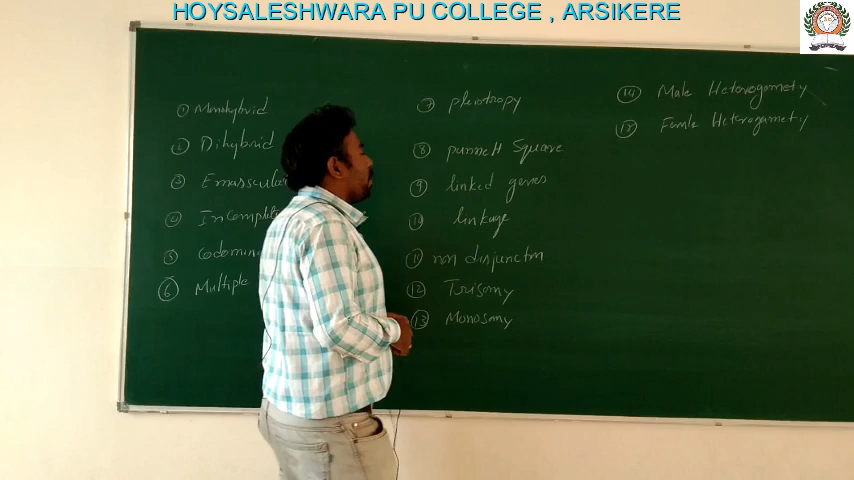 HOYSALESHWARA PU COLLEGE , ARSIKERE
① Monohybrid
② Dihybrid
③ Emasculat
④ Incomplet
⑤ Codomin
⑥ Multiple
⑦ pleiotropy
⑧ punnett Square
⑨ linked genes
⑩ linkage
⑪ non disjunction
⑫ Trisomy
⑬ Monosomy
⑭ Male Heterogamety
Female Heterogamety